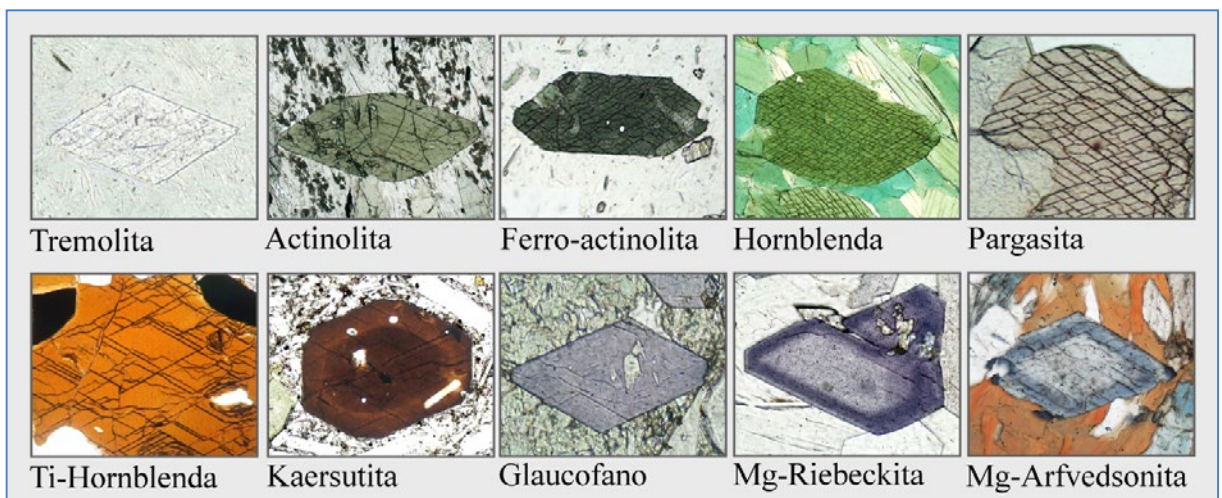 Tremolita
Actinolita
Ferro-actinolita
Hornblenda
Pargasita
Ti-Hornblenda
Kaersutita
Glaucofano
Mg-Riebeckita
Mg-Arfvedsonita